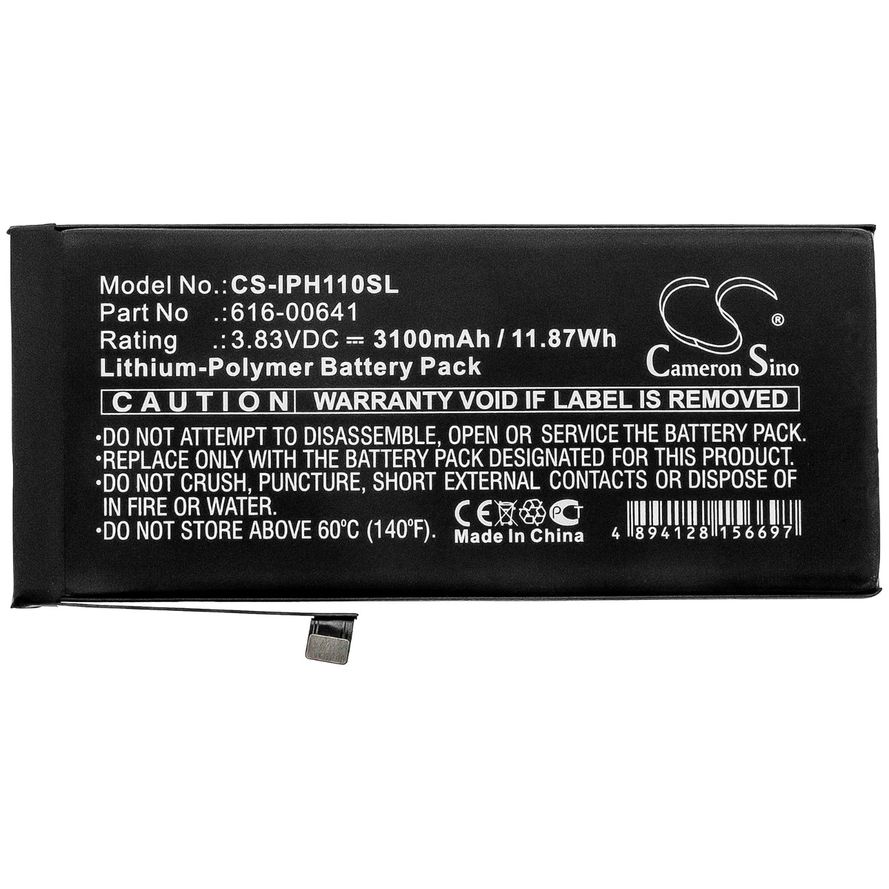 Model No.:CS-IPH110SL
Part No .:616-00641
Rating .:3.83VDC ⎓ 3100mAh / 11.87Wh
Lithium-Polymer Battery Pack
CS
®
Cameron Sino
CAUTION WARRANTY VOID IF LABEL IS REMOVED
•DO NOT ATTEMPT TO DISASSEMBLE, OPEN OR SERVICE THE BATTERY PACK.
•REPLACE ONLY WITH THE BATTERY PACK DESIGNATED FOR THIS PRODUCT.
•DO NOT CRUSH, PUNCTURE, SHORT EXTERNAL CONTACTS OR DISPOSE OF
IN FIRE OR WATER.
•DO NOT STORE ABOVE 60ºC (140ºF).
CE PCT
Made In China
4 894128 156697